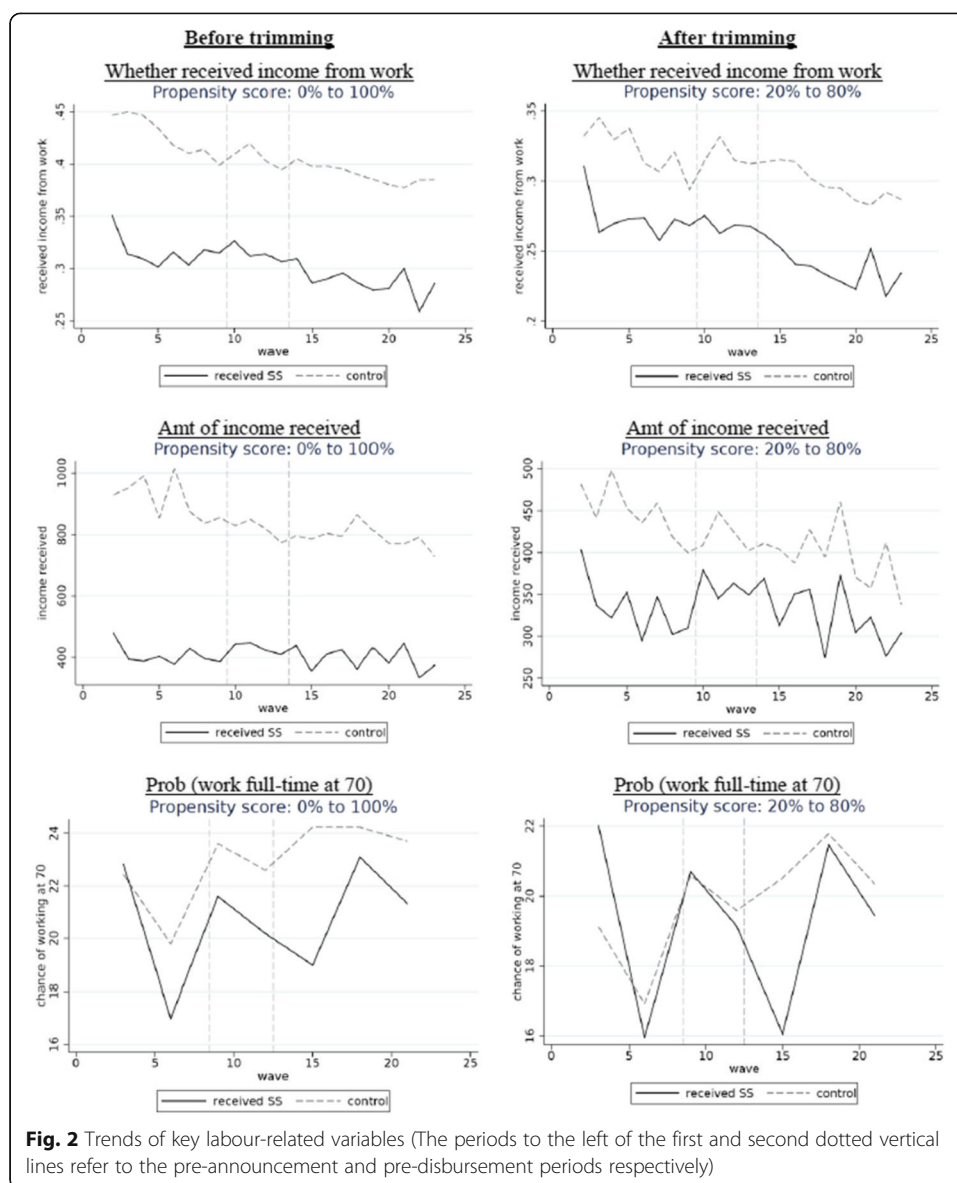 Before trimming
Whether received income from work
Propensity score: 0% to 100%
received income from work
.45
.4
.35
.3
.25
0 5 10 15 20 25
wave
received SS control
After trimming
Whether received income from work
Propensity score: 20% to 80%
received income from work
.35
.3
.25
.2
0 5 10 15 20 25
wave
received SS control
Amt of income received
Propensity score: 0% to 100%
income received
1000
800
600
400
0 5 10 15 20 25
wave
received SS control
Amt of income received
Propensity score: 20% to 80%
income received
500
450
400
350
300
250
0 5 10 15 20 25
wave
received SS control
Prob (work full-time at 70)
Propensity score: 0% to 100%
chance of working at 70
24
22
20
18
16
0 5 10 15 20 25
wave
received SS control
Prob (work full-time at 70)
Propensity score: 20% to 80%
chance of working at 70
22
20
18
16
0 5 10 15 20 25
wave
received SS control
Fig. 2 Trends of key labour-related variables (The periods to the left of the first and second dotted vertical
lines refer to the pre-announcement and pre-disbursement periods respectively)